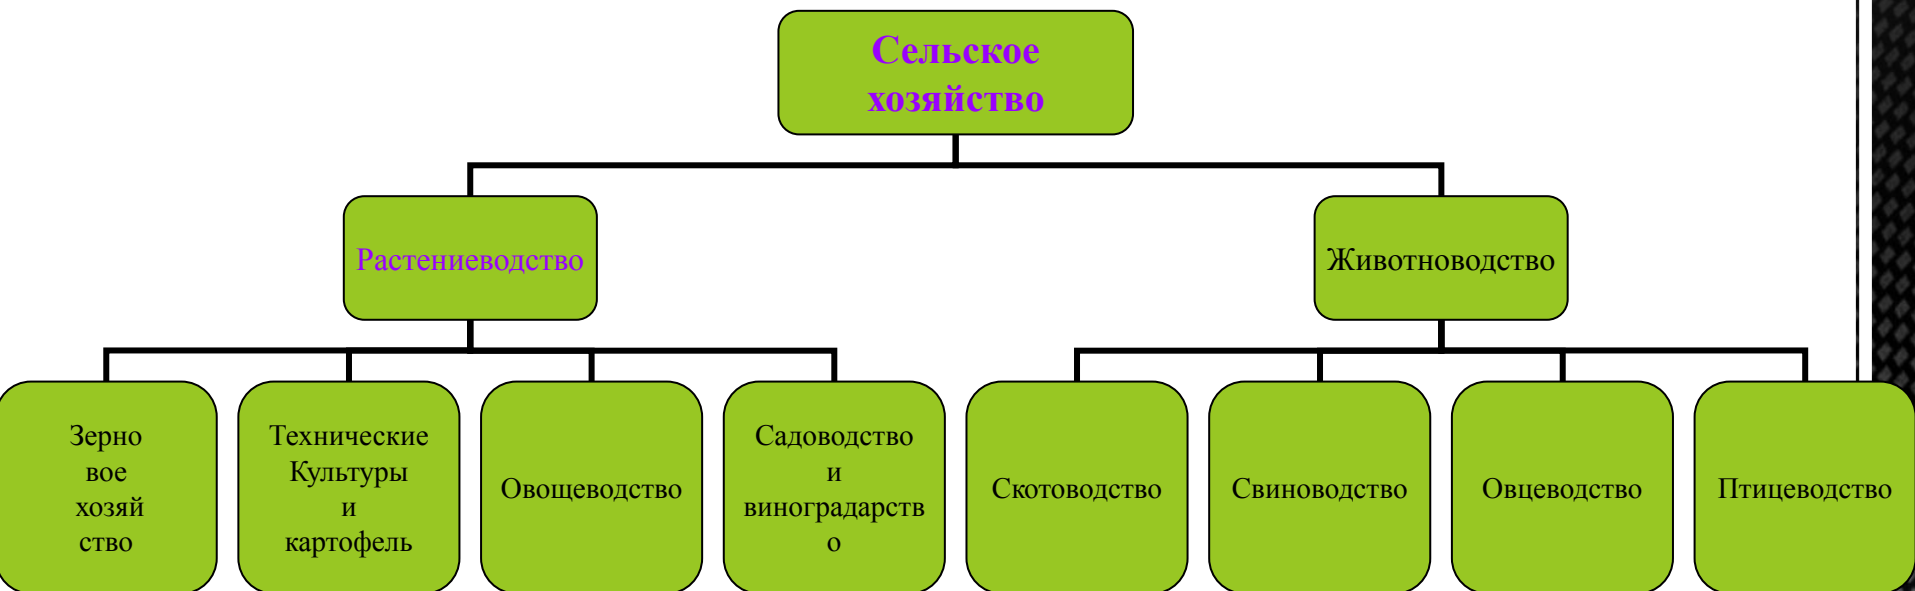 Сельское
хозяйство
Растениеводство
Животноводство
Зерно
вое
хозяй
ство
Технические
Культуры
и
картофель
Овощеводство
Садоводство
и
виноградарств
о
Скотоводство
Свиноводство
Овцеводство
Птицеводство